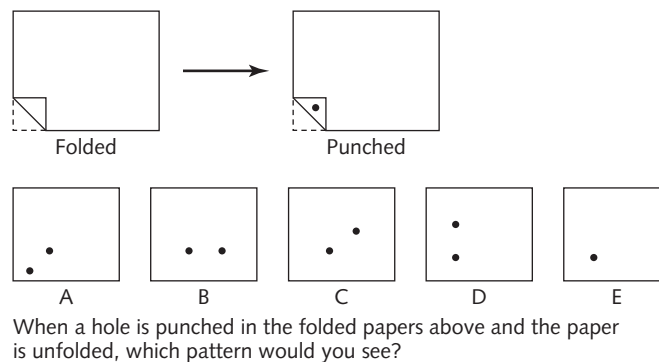 Folded Punched
A B C D E
When a hole is punched in the folded papers above and the paper
is unfolded, which pattern would you see?